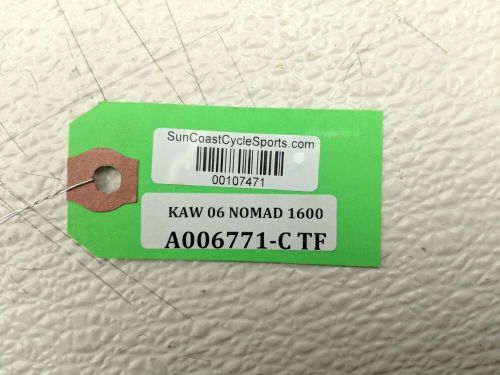 SunCoastCycleSports.com
00107471
KAW 06 NOMAD 1600
A006771-C TF